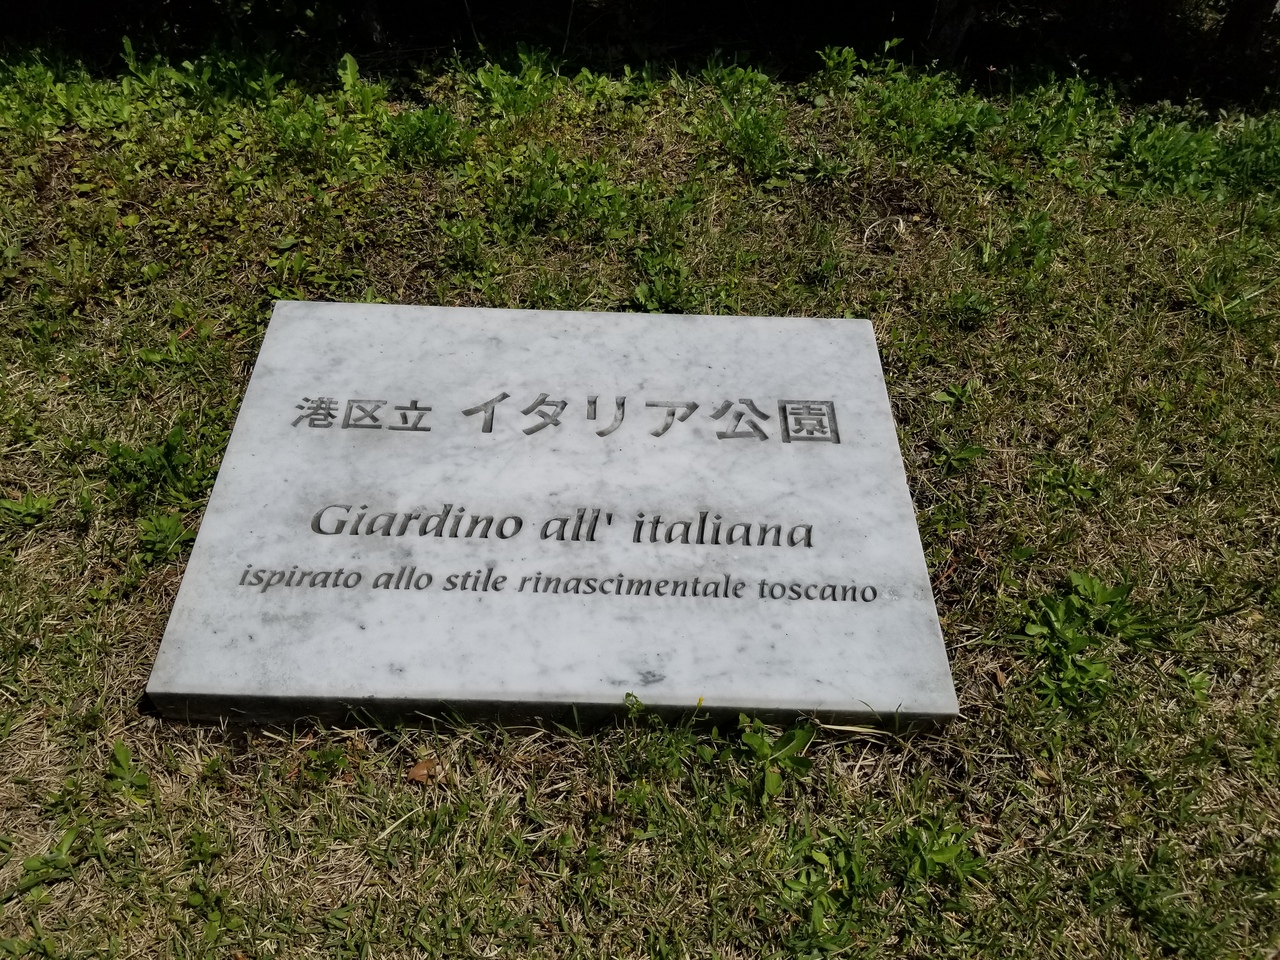 港区立 イタリア公園
Giardino all' italiana
ispirato allo stile rinascimentale toscano